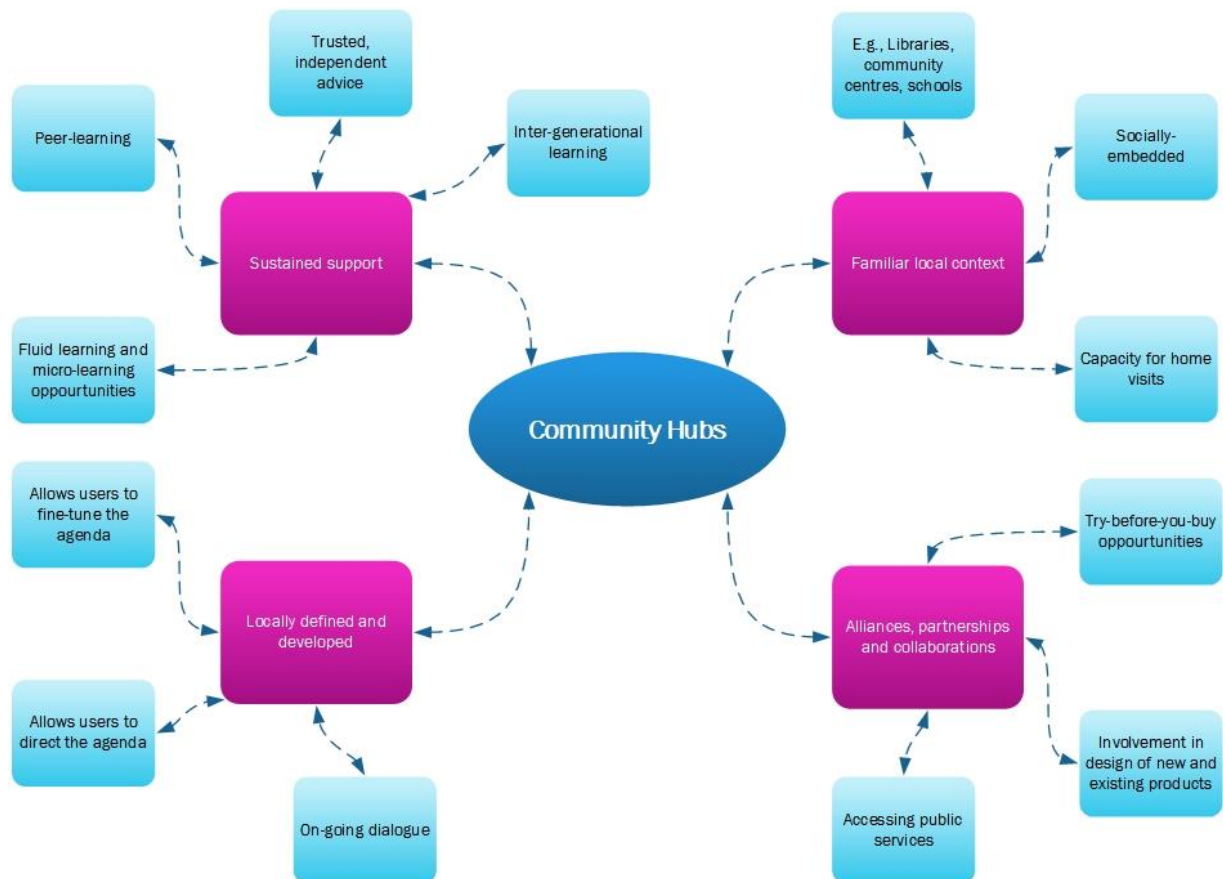 Trusted,
independent
advice
Peer-learning
Inter-generational
learning
Sustained support
Fluid learning and
micro-learning
oppourtunities
E.g., Libraries,
community
centres, schools
Socially-
embedded
Familiar local context
Capacity for home
visits
Community Hubs
Allows users to
fine-tune the
agenda
Locally defined and
developed
Allows users to
direct the agenda
On-going dialogue
Try-before-you-buy
oppourtunities
Alliances, partnerships
and collaborations
Involvement in
design of new and
existing products
Accessing public
services